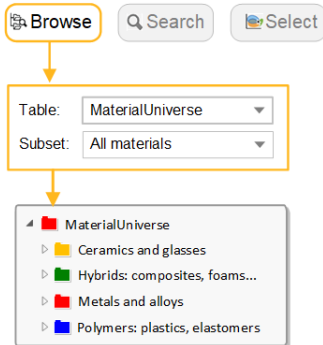 Browse Search Select
Table: MaterialUniverse
Subset: All materials
MaterialUniverse
Ceramics and glasses
Hybrids: composites, foams...
Metals and alloys
Polymers: plastics, elastomers